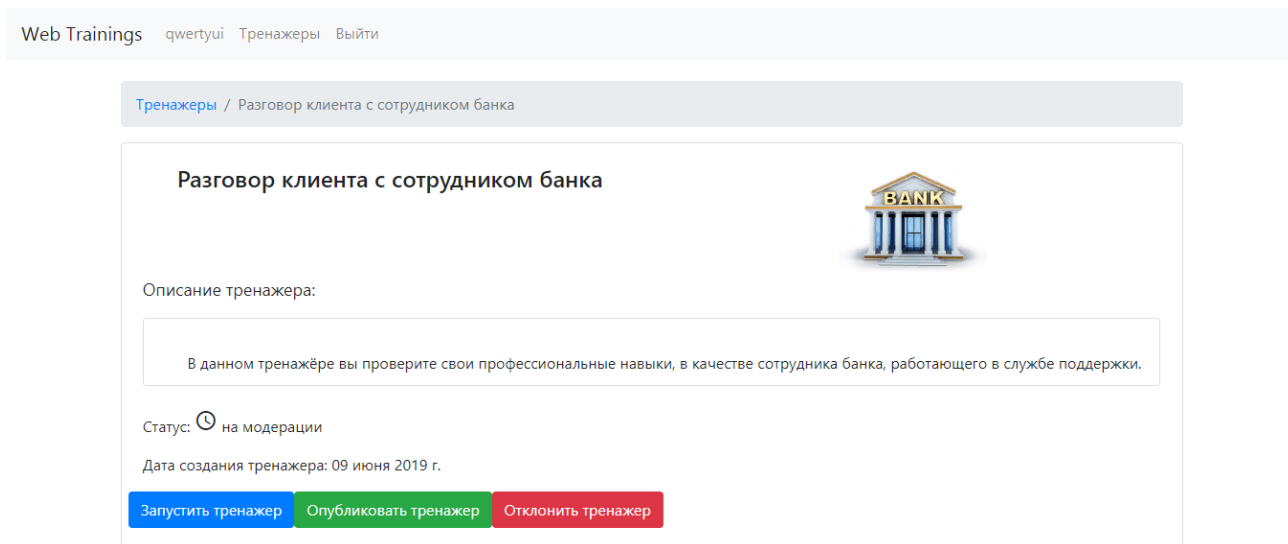 Web Trainings qwertyui Тренажеры Выйти
Тренажеры / Разговор клиента с сотрудником банка
Разговор клиента с сотрудником банка
BANK
Описание тренажера:
В данном тренажёре вы проверите свои профессиональные навыки, в качестве сотрудника банка, работающего в службе поддержки.
Статус: на модерации
Дата создания тренажера: 09 июня 2019 г.
Запустить тренажер Опубликовать тренажер Отклонить тренажер